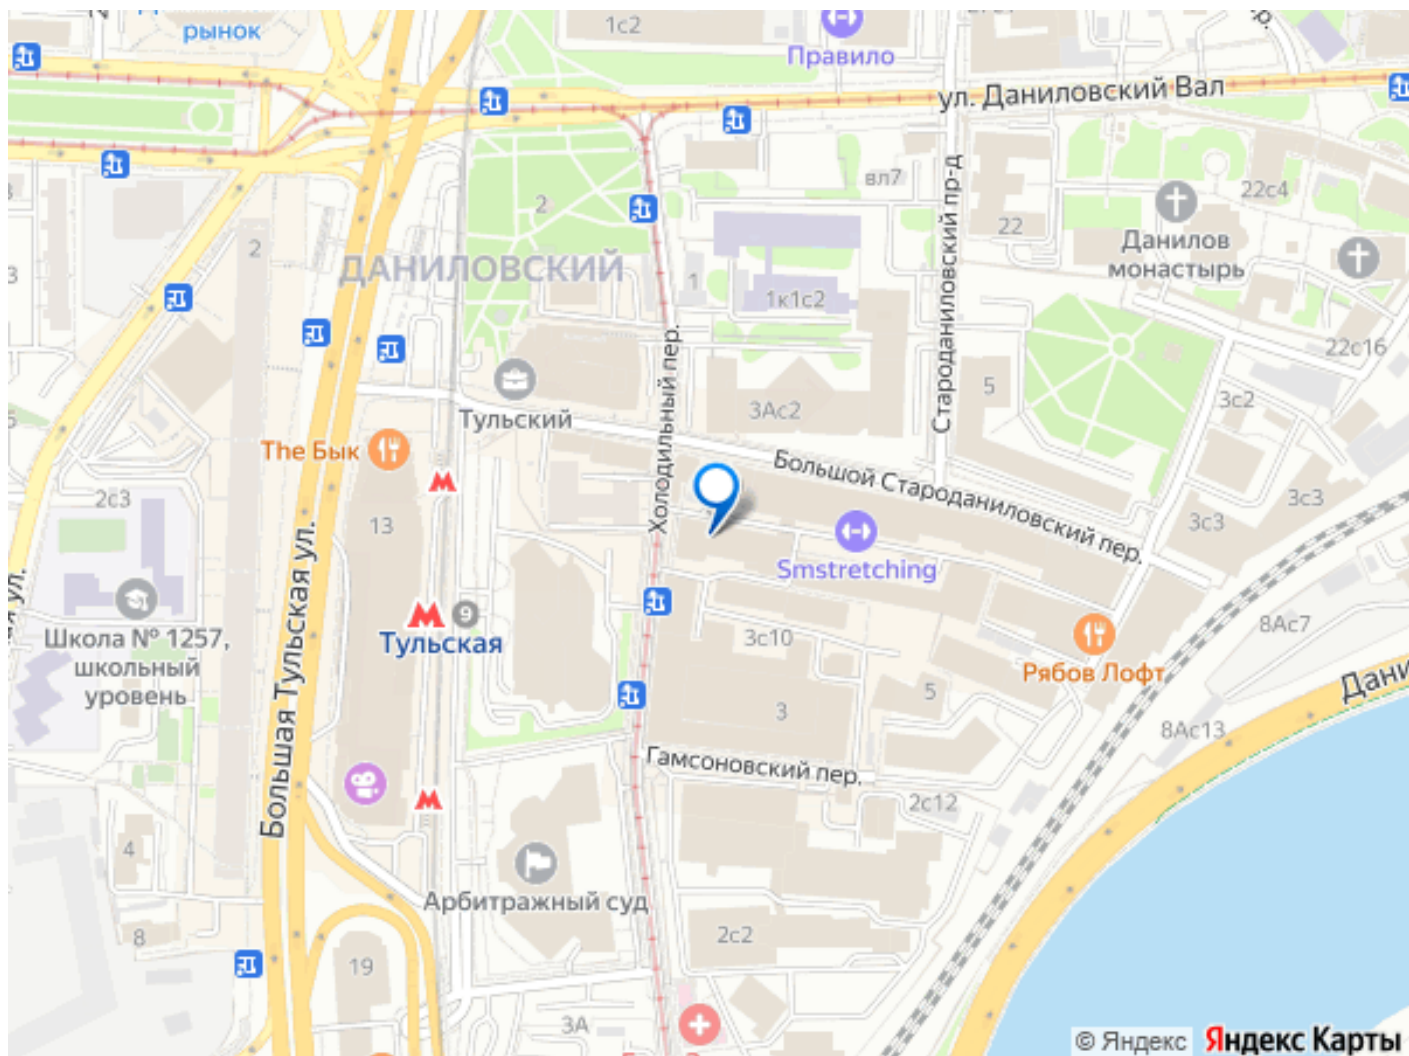 рынок
1с2
Правило
ул. Даниловский Вал
вл7
22с4
2
22
Данилов
монастырь
Старода­ниловский пр-д
2
ДАНИЛОВСКИЙ
3
1
1к1с2
22с16
Холодильный пер.
Тульский
3Ас2
5
3с2
The Бык
Большой Староданиловский пер.
2с3
13
3с3
3с3
Smstretching
Большая Тульская ул.
9
Тульская
Школа № 1257,
школьный
уровень
3с10
8Ас7
Рябов Лофт
5
3
Дани
8Ас13
Гамсоновский пер.
2с12
4
Арбитражный суд
8
2с2
19
3А
© Яндекс Яндекс Карты